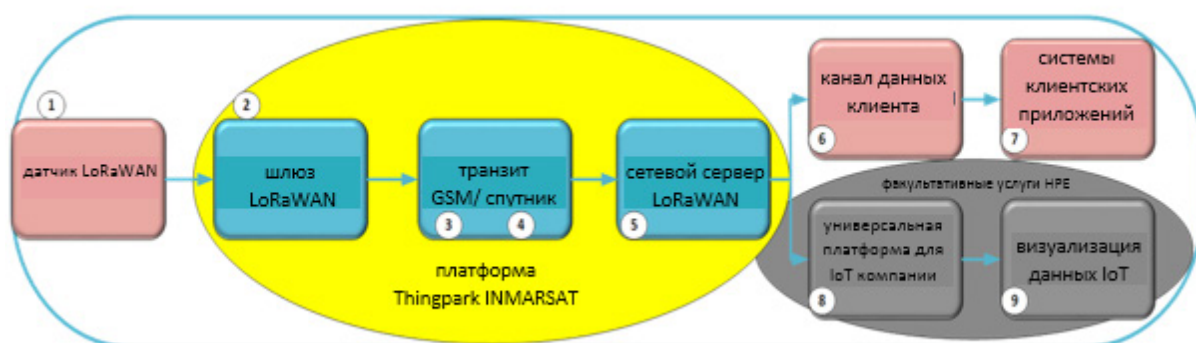 1
датчик LoRaWAN
2
шлюз
LoRaWAN
транзит
GSM/ спутник
3 4
сетевой сервер
LoRaWAN
5
платформа
Thingpark INMARSAT
канал данных
клиента
6
системы
клиентских
приложений
7
факультативные услуги HPE
универсальная
платформа для
IoT компании
8
визуализация
данных IoT
9